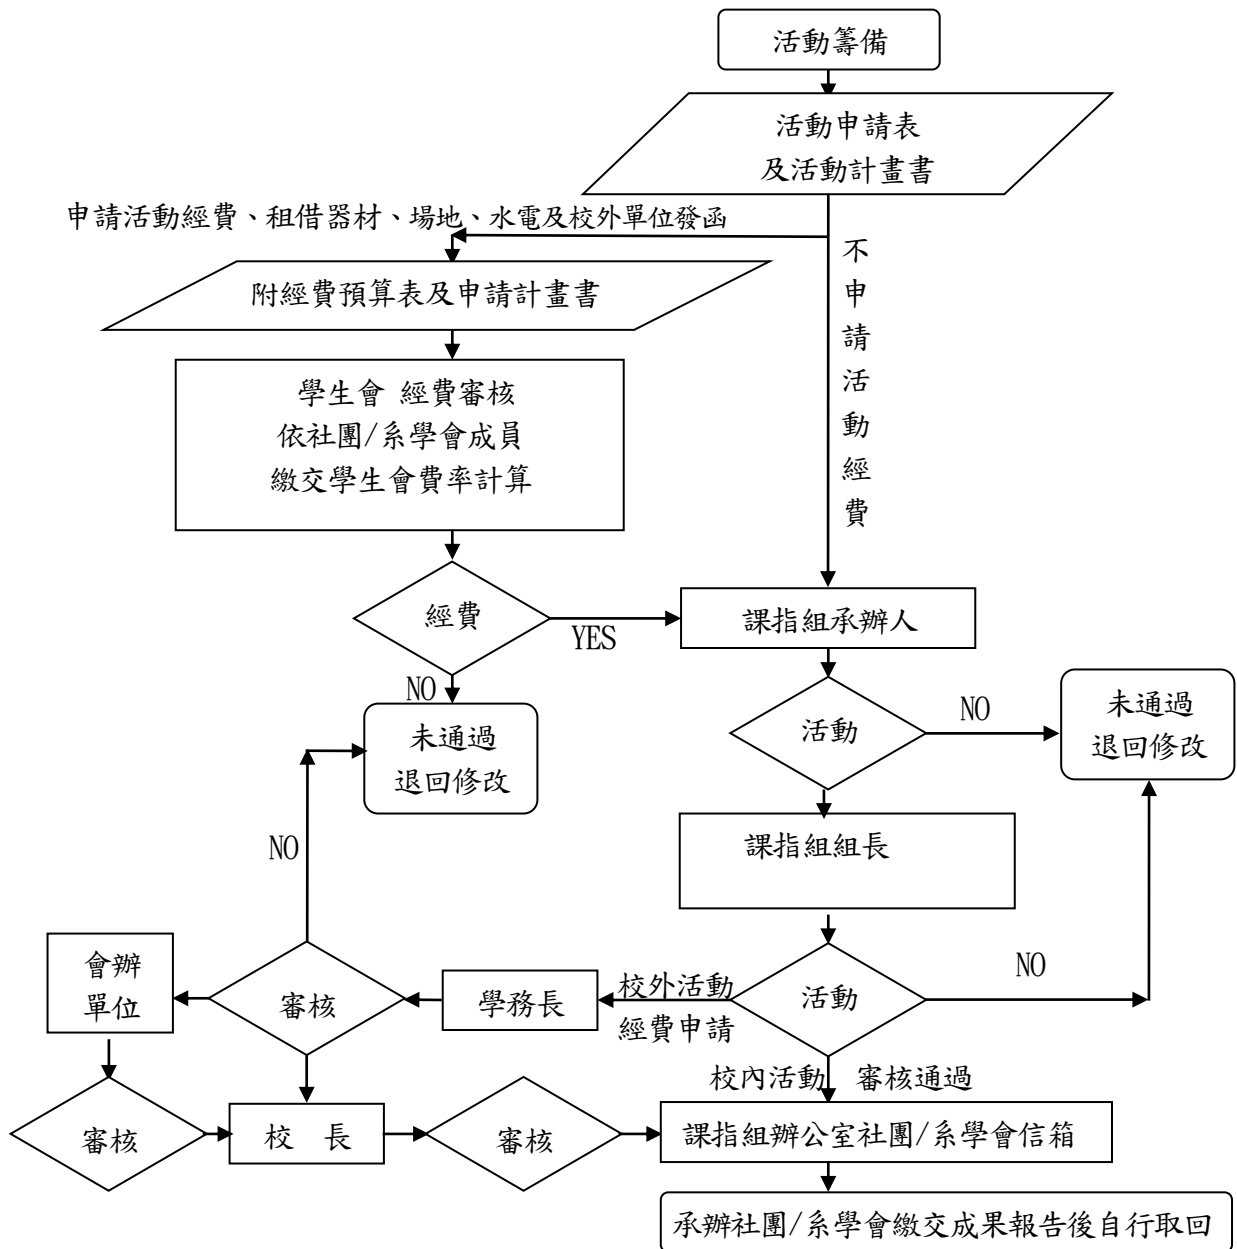 活動籌備
活動申請表
及活動計畫書
申請活動經費、租借器材、場地、水電及校外單位發函
不申請活動經費
附經費預算表及申請計畫書
學生會 經費審核
依社團/系學會成員
繳交學生會費率計算
經費
YES
課指組承辦人
NO
未通過
退回修改
活動
NO
未通過
退回修改
課指組組長
NO
會辦
單位
審核
學務長
校外活動
經費申請
活動
NO
校內活動
審核通過
審核
校 長
審核
課指組辦公室社團/系學會信箱
承辦社團/系學會繳交成果報告後自行取回